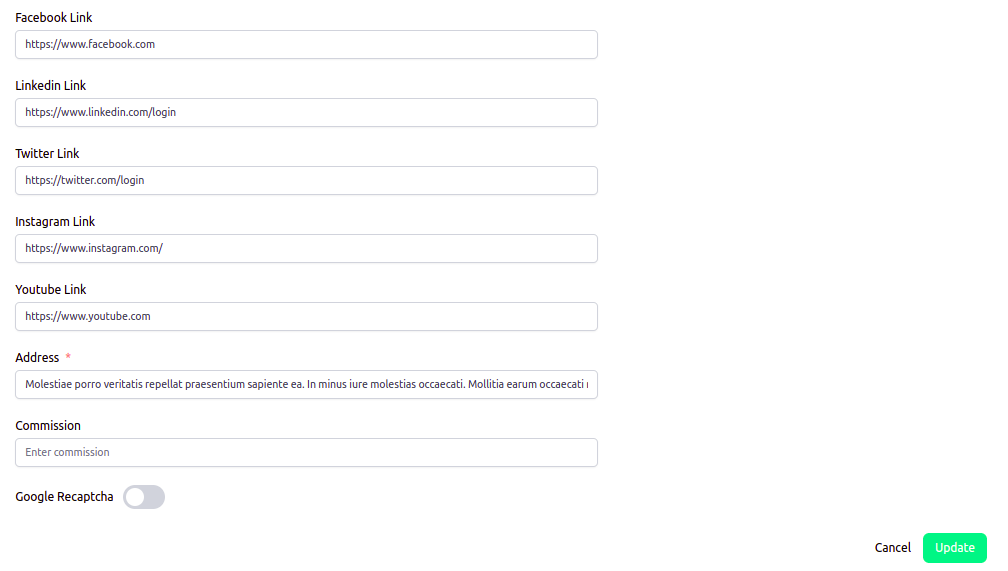 Facebook Link
https://www.facebook.com
Linkedin Link
https://www.linkedin.com/login
Twitter Link
https://twitter.com/login
Instagram Link
https://www.instagram.com/
Youtube Link
https://www.youtube.com
Address *
Molestiae porro veritatis repellat praesentium sapiente ea. In minus iure molestias occaecati. Mollitia earum occaecati
Commission
Enter commission
Google Recaptcha
Cancel Update